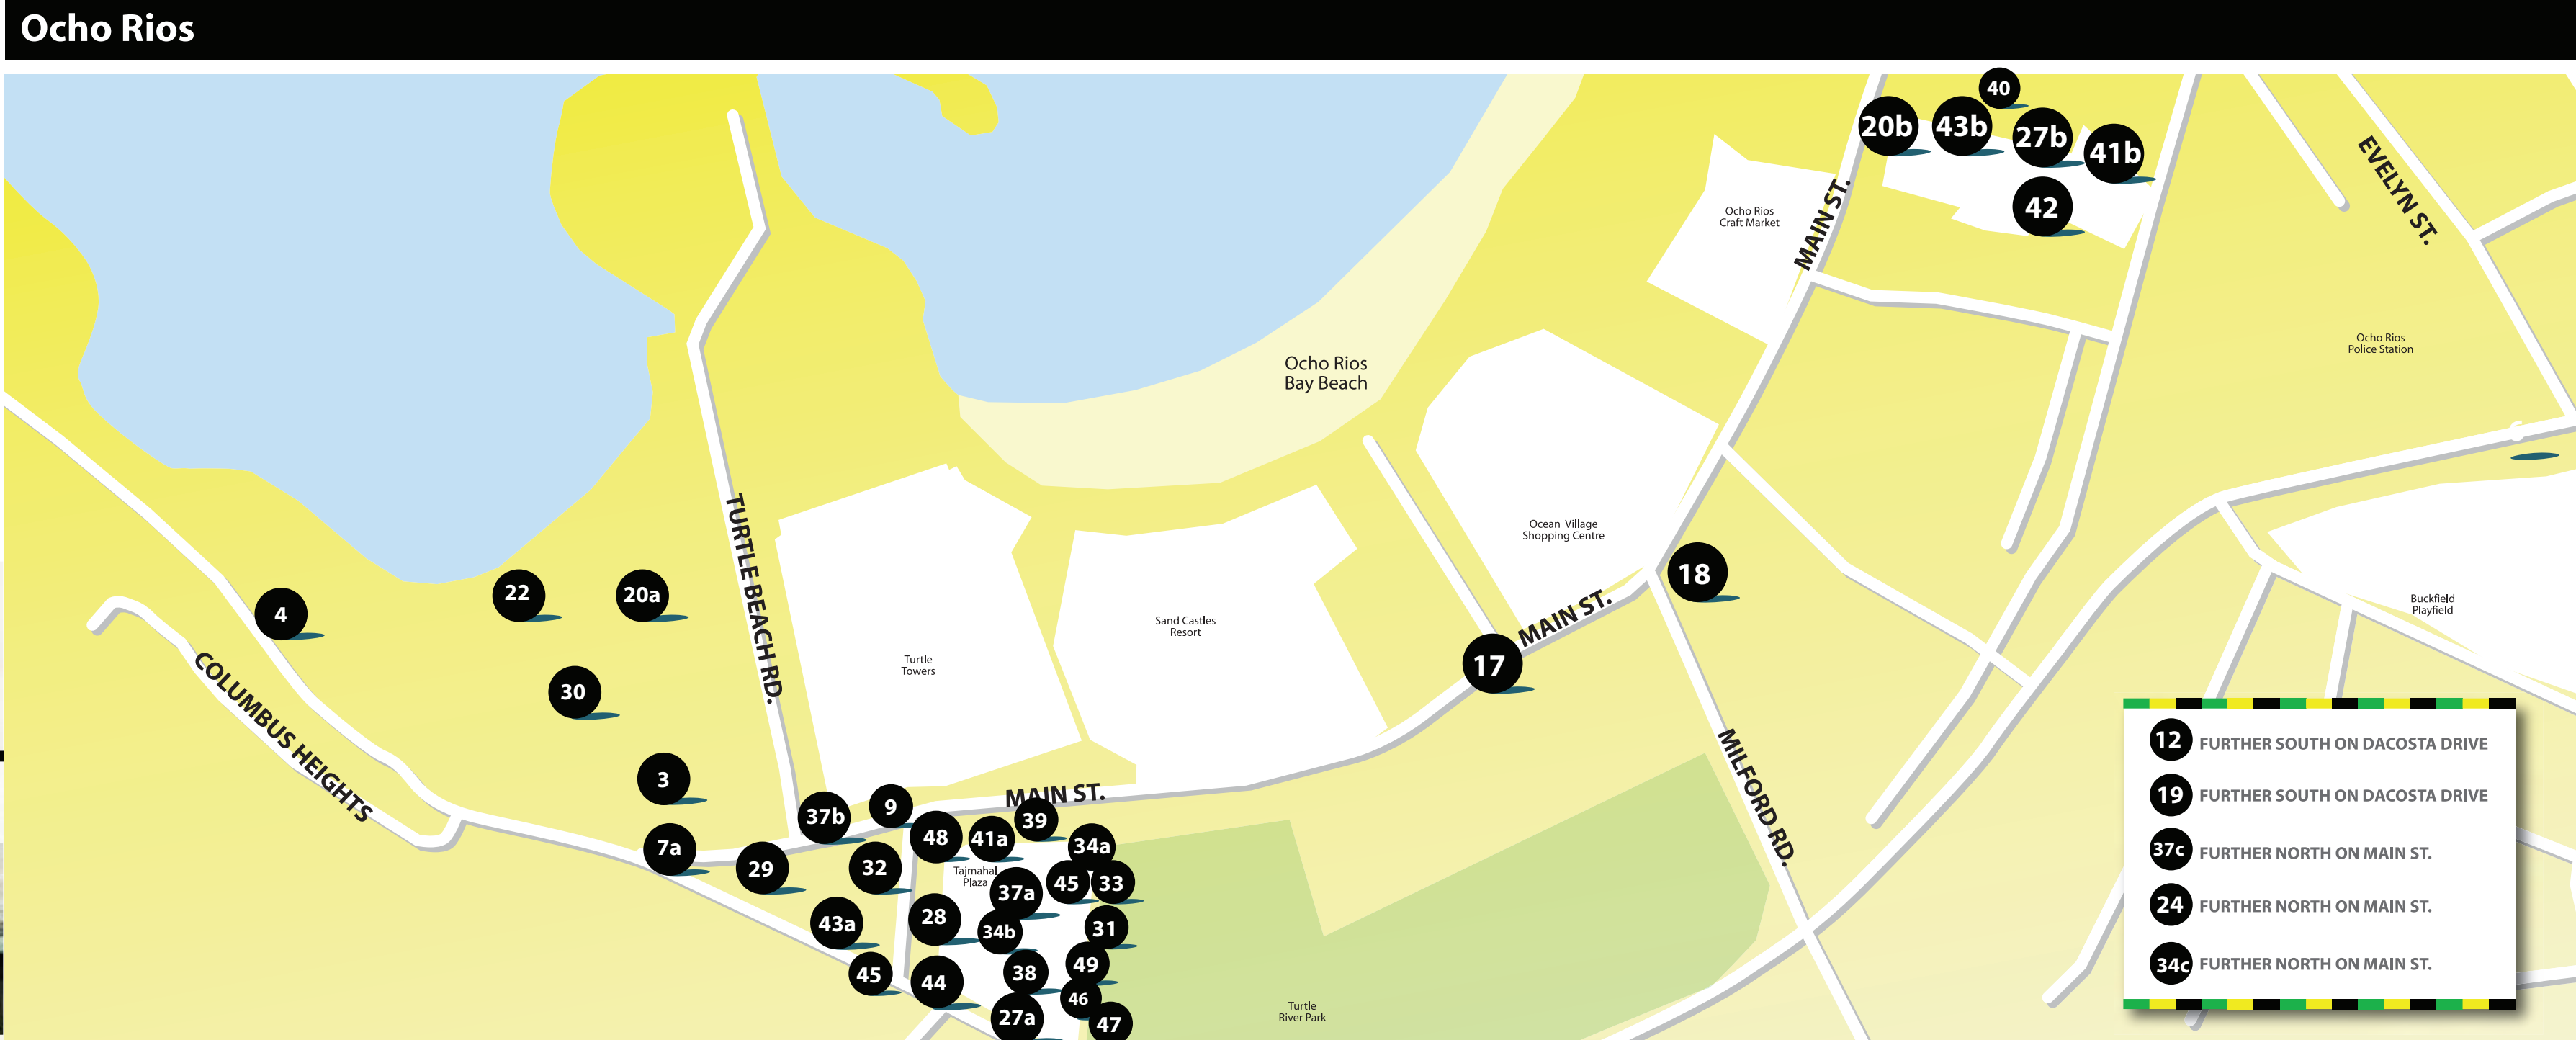 Ocho Rios
40
20b
43b
27b
41b
42
EVELYN ST.
Ocho Rios
Craft Market
MAIN ST.
Ocho Rios
Police Station
Ocho Rios
Bay Beach
TURTLE BEACH RD.
Ocean Village
Shopping Centre
18
4
22
20a
Sand Castles
Resort
MAIN ST.
Buckfield
Playfield
17
Turtle
Towers
COLUMBUS HEIGHTS
30
3
MILFORD RD.
12 FURTHER SOUTH ON DACOSTA DRIVE
19 FURTHER SOUTH ON DACOSTA DRIVE
37c FURTHER NORTH ON MAIN ST.
24 FURTHER NORTH ON MAIN ST.
34c FURTHER NORTH ON MAIN ST.
MAIN ST.
37b
9
39
48
41a
34a
7a
29
32
Tajmahal
Plaza
37a
45
33
43a
28
34b
31
45
44
38
49
46
27a
47
Turtle
River Park